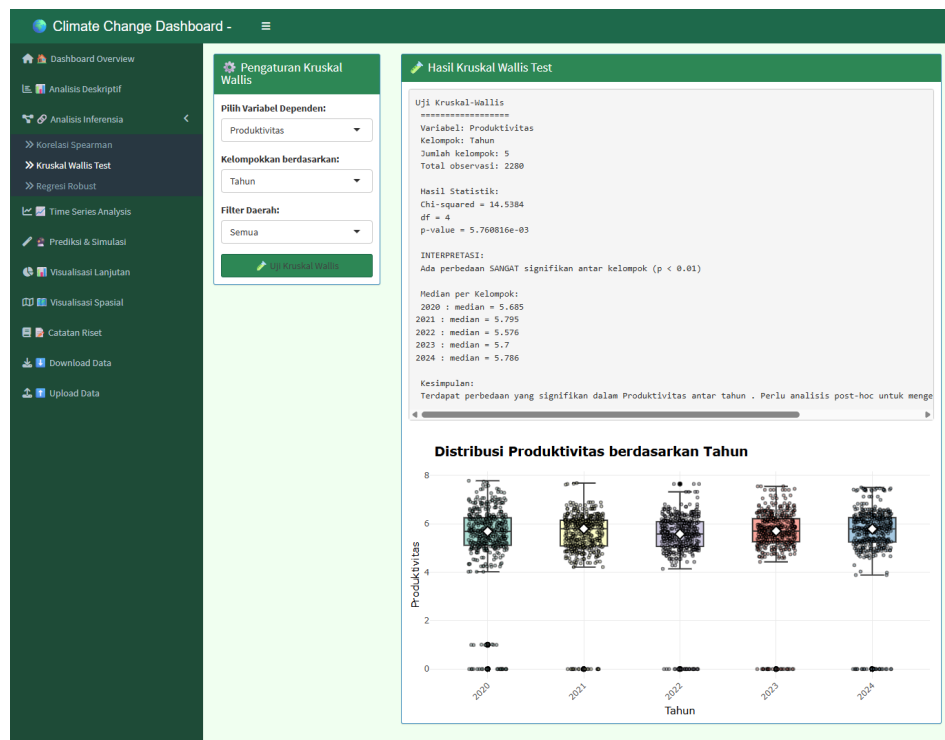 Climate Change Dashboard -
Dashboard Overview
Analisis Deskriptif
Analisis Inferensia
Korelasi Spearman
Kruskal Wallis Test
Regresi Robust
Time Series Analysis
Prediksi & Simulasi
Visualisasi Lanjutan
Visualisasi Spasial
Catatan Riset
Download Data
Upload Data
Pengaturan Kruskal
Wallis
Pilih Variabel Dependen:
Produktivitas
Kelompokkan berdasarkan:
Tahun
Filter Daerah:
Semua
Uji Kruskal Wallis
Hasil Kruskal Wallis Test
Uji Kruskal-Wallis
==================
Variabel: Produktivitas
Kelompok: Tahun
Jumlah kelompok: 5
Total observasi: 2280
Hasil Statistik:
Chi-squared = 14.5384
df = 4
p-value = 5.760816e-03
INTERPRETASI:
Ada perbedaan SANGAT signifikan antar kelompok (p < 0.01)
Median per Kelompok:
2020 : median = 5.685
2021 : median = 5.795
2022 : median = 5.576
2023 : median = 5.7
2024 : median = 5.786
Kesimpulan:
Terdapat perbedaan yang signifikan dalam Produktivitas antar tahun . Perlu analisis post-hoc untuk menge
Distribusi Produktivitas berdasarkan Tahun
8
6
4
2
0
Produktivitas
2020
2021
2022
2023
2024
Tahun